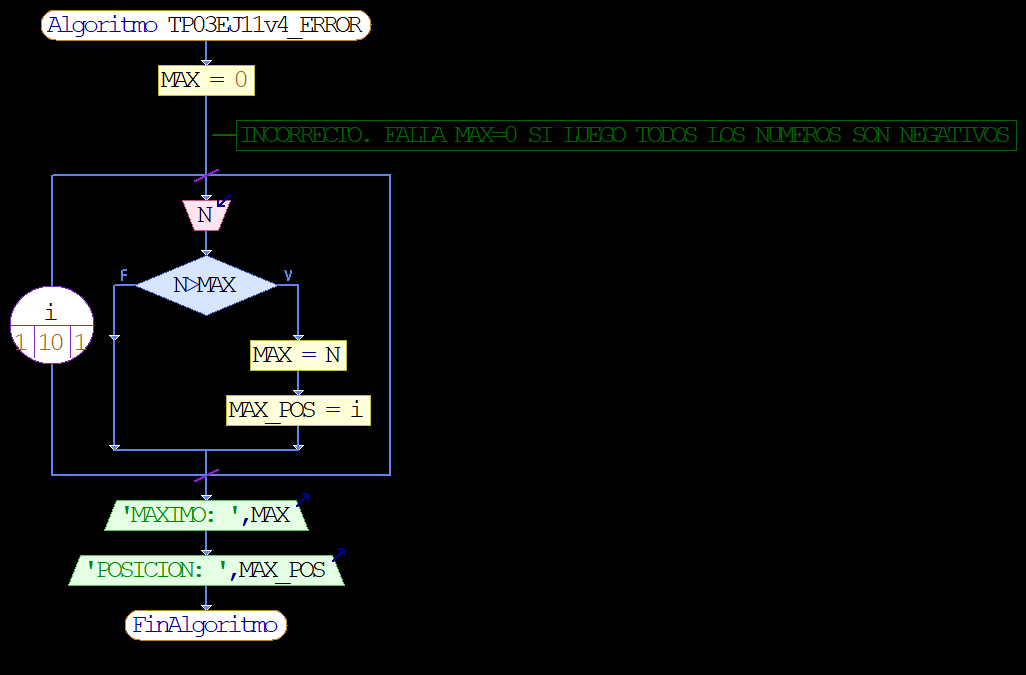 Algoritmo TP03EJ11v4_ERROR
MAX = 0
INCORRECTO. FALLA MAX=0 SI LUEGO TODOS LOS NUMEROS SON NEGATIVOS
N
F
N>MAX
V
i
1 10 1
MAX = N
MAX_POS = i
'MAXIMO: ',MAX
'POSICION: ',MAX_POS
FinAlgoritmo